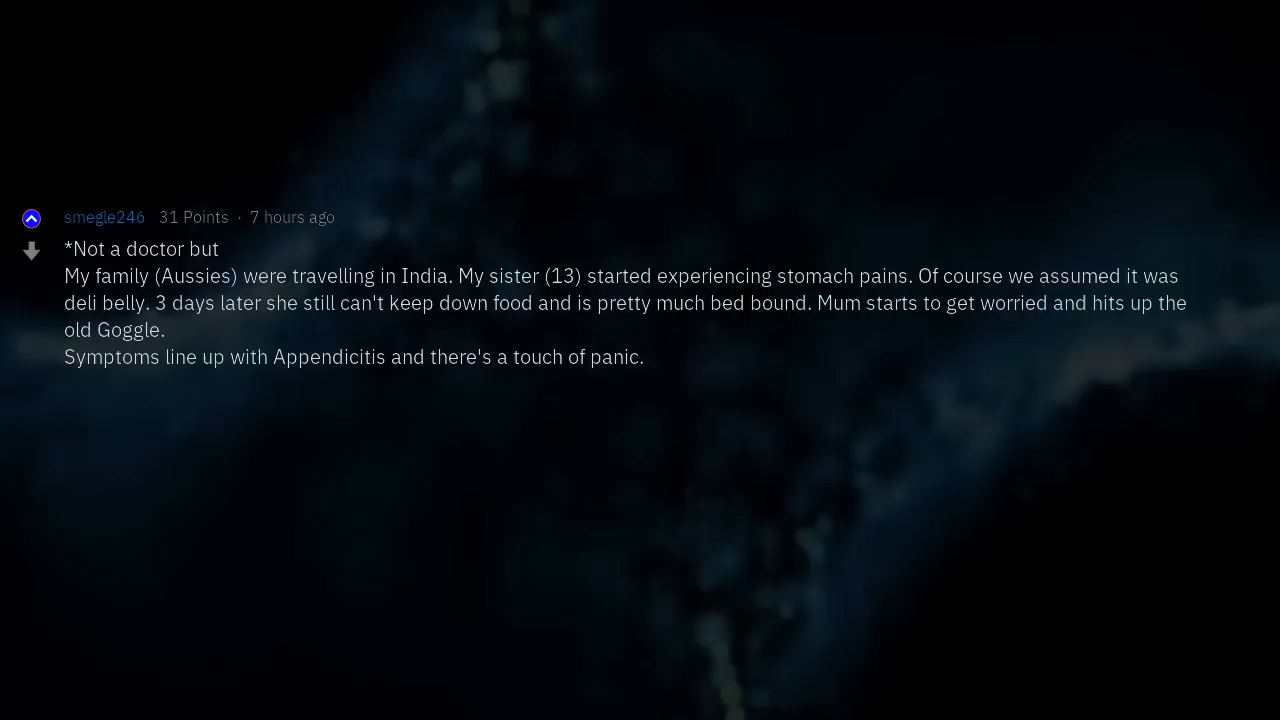 smegle246 31 Points · 7 hours ago
*Not a doctor but
My family (Aussies) were travelling in India. My sister (13) started experiencing stomach pains. Of course we assumed it was
deli belly. 3 days later she still can't keep down food and is pretty much bed bound. Mum starts to get worried and hits up the
old Goggle.
Symptoms line up with Appendicitis and there's a touch of panic.